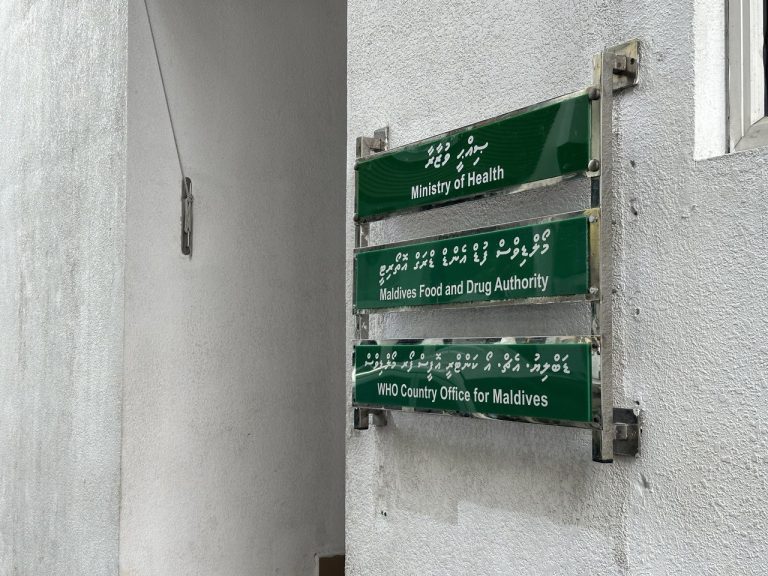 ޞިއްޙީ ވުޒާރާ
Ministry of Health
މޯލްޑިވްސް ފުޑް އެންޑް ޑްރަގް އޮތޯރިޓީ
Maldives Food and Drug Authority
ޑަބްލިޔު. އެޗް. އޯ ކަންޓްރީ އޮފީސް ފޯރ މޯލްޑިވްސް
WHO Country Office for Maldives